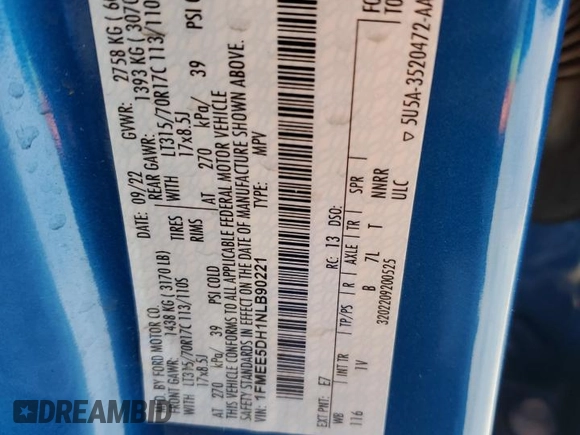 D. BY FORD MOTOR CO.
DATE: 09/22 GVWR: 2758 KG
FRONT GAWR: 1438 KG (3170 LB) REAR GAWR: 1393 KG
WITH LT315/70R17C 113/110S TIRES WITH LT315/70R17C 113/110S
17x8.5J RIMS 17x8.5J
AT 270 kPa/ 39 PSI COLD AT 270 kPa/ 39 PSI
THIS VEHICLE CONFORMS TO ALL APPLICABLE FEDERAL MOTOR VEHICLE
SAFETY STANDARDS IN EFFECT ON THE DATE OF MANUFACTURE SHOWN ABOVE.
VIN: 1FMEE5DH1NLB90221
TYPE: MPV
EXT PNT: E7 RC: 13 DSO:
WB INT TR TP/PS R AXLE TR SPR
116 1V B 7L T NNRR
3202209200525 ULC
5U5A-3520472-AA
DREAMBID